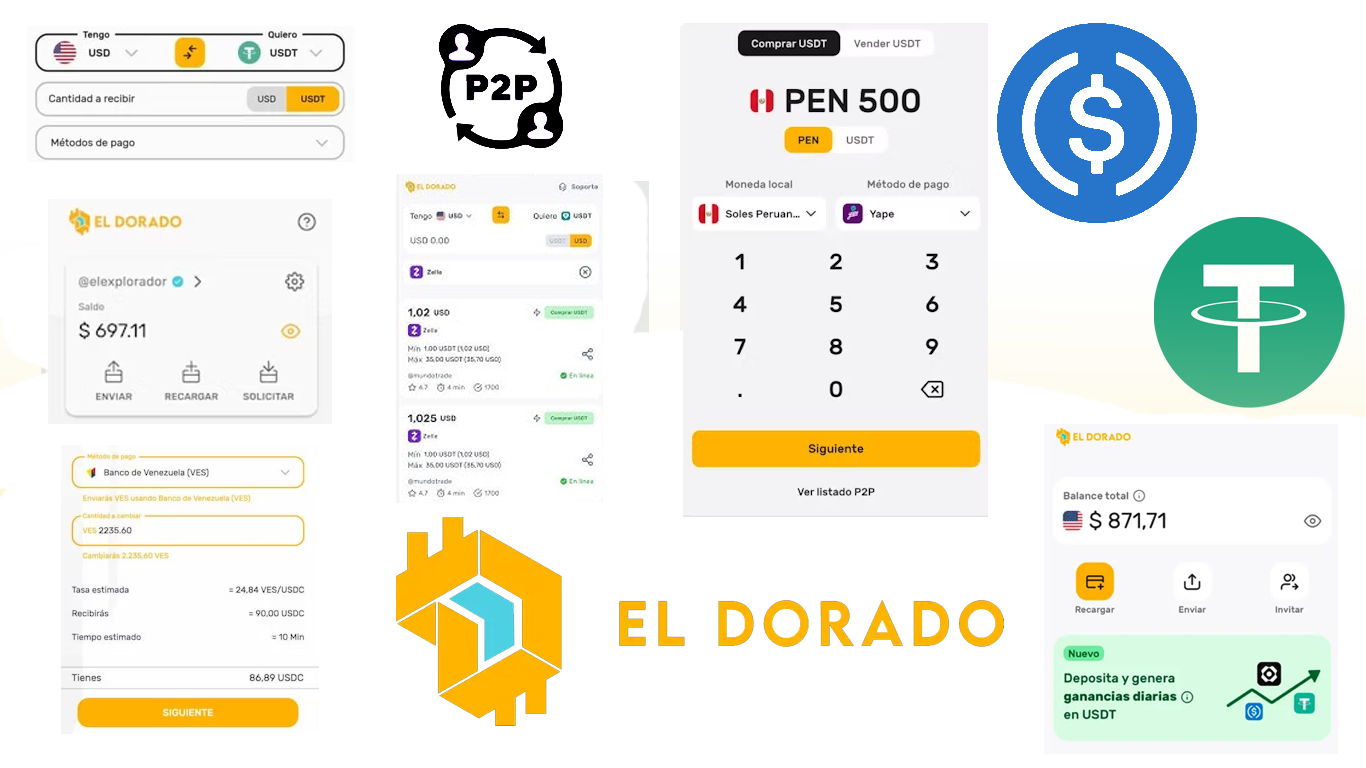 Tengo
Quiero
USD
USDT
Cantidad a recibir
USD
USDT
Métodos de pago
EL DORADO
@elexplorador
Saldo
$ 697.11
ENVIAR
RECARGAR
SOLICITAR
Método de pago
Banco de Venezuela (VES)
Enviarás VES usando Banco de Venezuela (VES)
Cantidad a cambiar
VES 2235.60
Cambiarás 2.235.60 VES
Tasa estimada
= 24,84 VES/USDC
Recibirás
= 90,00 USDC
Tiempo estimado
= 10 Min
Tienes
86,89 USDC
SIGUIENTE
P2P
EL DORADO
Soporte
Tengo USD
Quiero USDT
USD 0.00
USDT USD
Zelle
1,02 USD
Comprar USDT
Zelle
Mín 1,00 USDT (1,02 USD)
Máx 35,00 USDT (35,70 USD)
@mundotrade
En línea
4.7 4 min 1700
1,025 USD
Comprar USDT
Zelle
Mín 1,00 USDT (1,02 USD)
Máx 35,00 USDT (35,70 USD)
@mundotrade
En línea
4.7 4 min 1700
EL DORADO
Comprar USDT
Vender USDT
PEN 500
PEN
USDT
Moneda local
Método de pago
Soles Peruan...
Yape
1 2 3
4 5 6
7 8 9
. 0
Siguiente
Ver listado P2P
$
EL DORADO
Balance total
$ 871,71
Recargar
Enviar
Invitar
Nuevo
Deposita y genera
ganancias diarias
en USDT